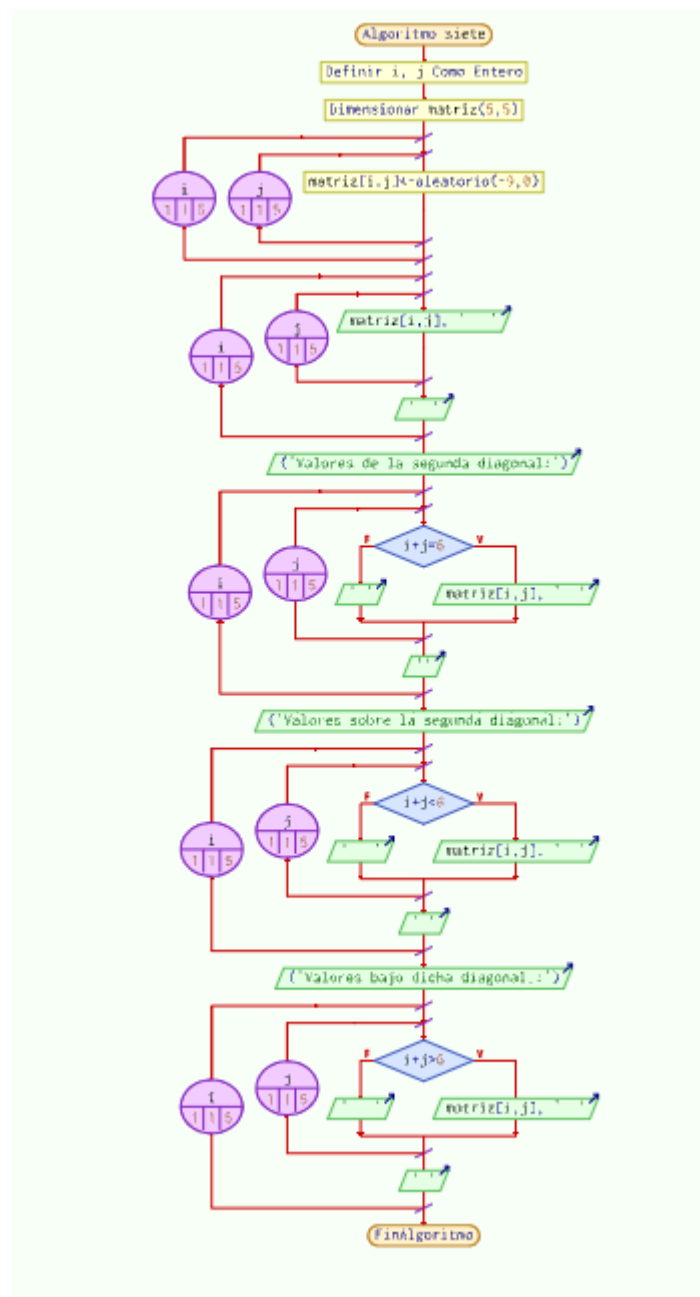 Algoritmo siete
Definir i, j Como Entero
Dimensionar matriz(5,5)
i
1 1 5
j
1 1 5
matriz[i,j]<-aleatorio(-9,0)
i
1 1 5
j
1 1 5
matriz[i,j], ' '
' '
('Valores de la segunda diagonal:')
i
1 1 5
j
1 1 5
i+j=6
F
V
' '
matriz[i,j], ' '
''
('Valores sobre la segunda diagonal:')
i
1 1 5
j
1 1 5
i+j<6
F
V
' '
matriz[i,j], ' '
' '
('Valores bajo dicha diagonal.:')
i
1 1 5
j
1 1 5
i+j>6
F
V
' '
matriz[i,j], ' '
' '
FinAlgoritmo